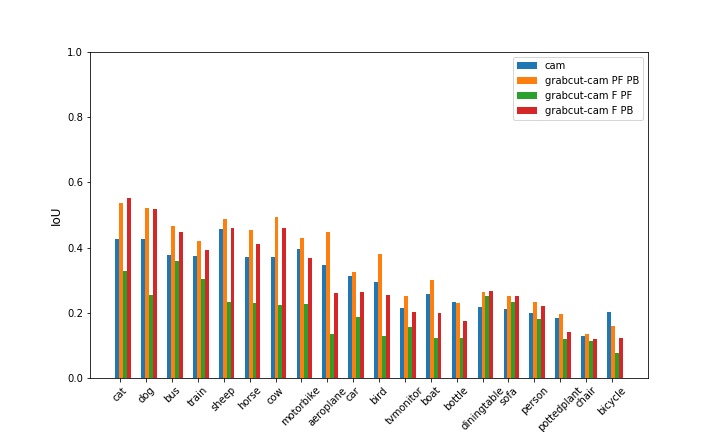 1.0
0.8
0.6
0.4
0.2
0.0
IoU
cam
grabcut-cam PF PB
grabcut-cam F PF
grabcut-cam F PB
cat
dog
bus
train
sheep
horse
cow
motorbike
aeroplane
car
bird
tvmonitor
boat
bottle
diningtable
sofa
person
pottedplant
chair
bicycle